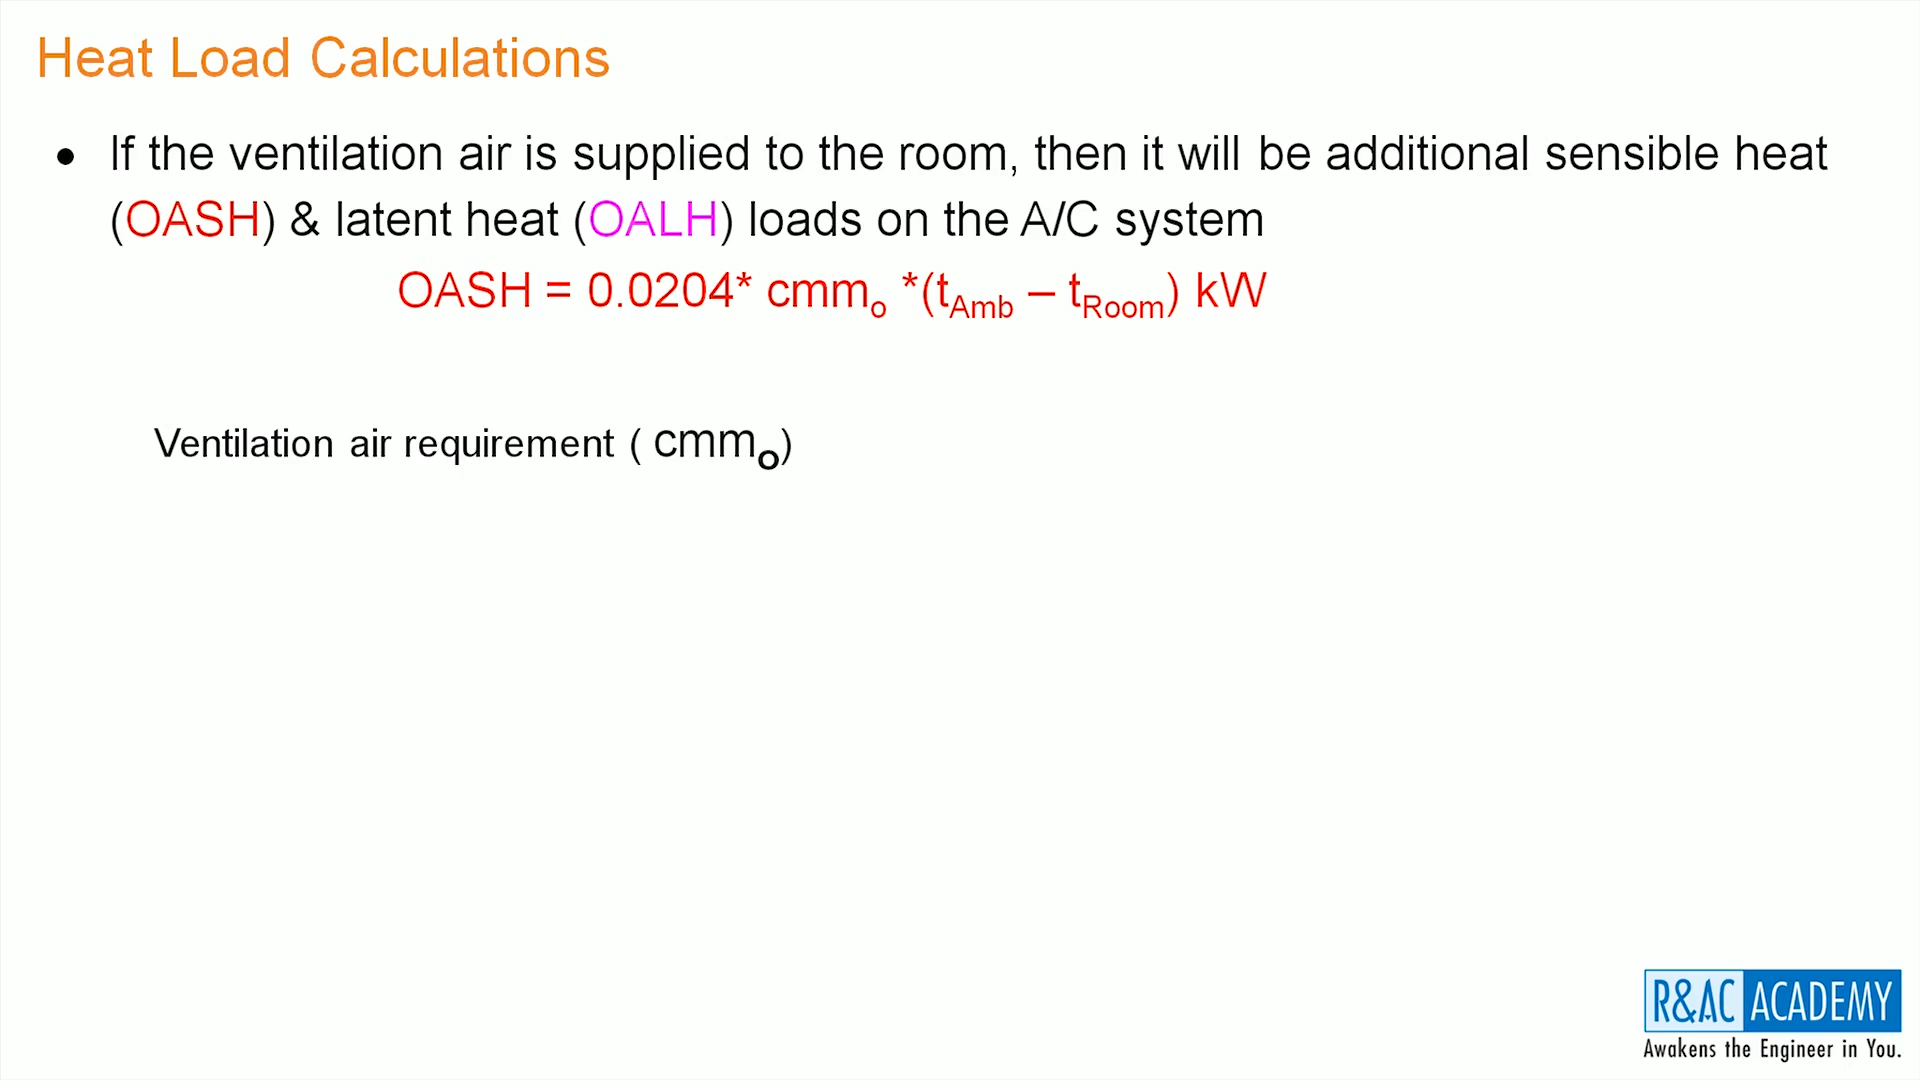 Heat Load Calculations
• If the ventilation air is supplied to the room, then it will be additional sensible heat
(OASH) & latent heat (OALH) loads on the A/C system
OASH = 0.0204* cmmo *(tAmb – tRoom) kW
Ventilation air requirement ( cmmo)
R&AC ACADEMY
Awakens the Engineer in You.